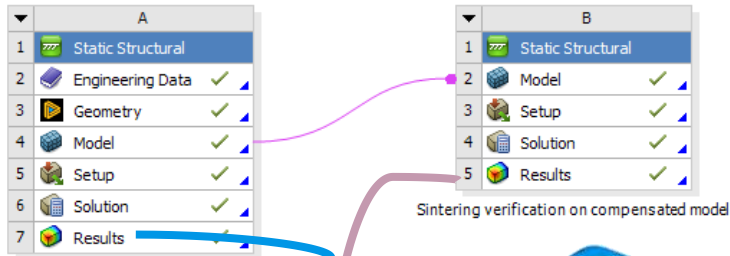 A
1 Static Structural
2 Engineering Data
3 Geometry
4 Model
5 Setup
6 Solution
7 Results
B
1 Static Structural
2 Model
3 Setup
4 Solution
5 Results
Sintering verification on compensated model